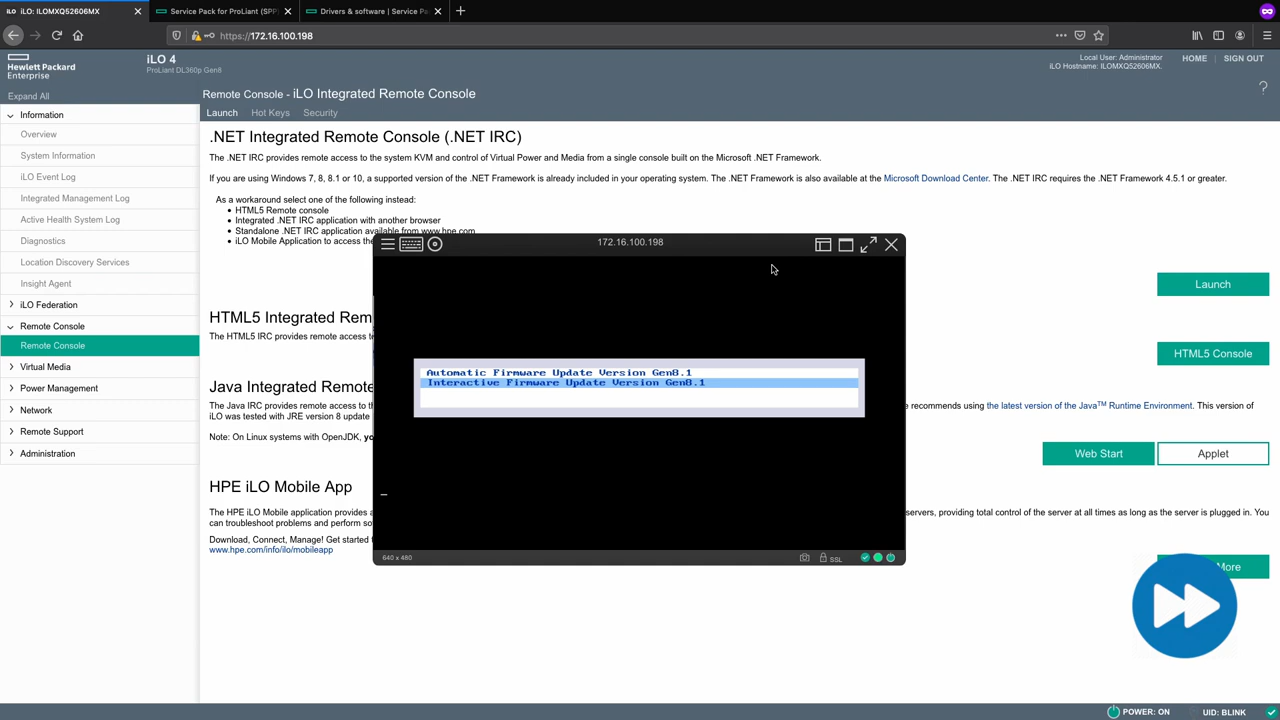 iLO: ILOMXQ52606MX
Service Pack for ProLiant (SPP)
Drivers & software | Service Pa
https://172.16.100.198
Hewlett Packard
Enterprise
iLO 4
ProLiant DL360p Gen8
Local User: Administrator
iLO Hostname: ILOMXQ52606MX.
HOME
SIGN OUT
Expand All
Information
Overview
System Information
iLO Event Log
Integrated Management Log
Active Health System Log
Diagnostics
Location Discovery Services
Insight Agent
iLO Federation
Remote Console
Remote Console
Virtual Media
Power Management
Network
Remote Support
Administration
Remote Console - iLO Integrated Remote Console
Launch Hot Keys Security
.NET Integrated Remote Console (.NET IRC)
The .NET IRC provides remote access to the system KVM and control of Virtual Power and Media from a single console built on the Microsoft .NET Framework.
If you are using Windows 7, 8, 8.1 or 10, a supported version of the .NET Framework is already included in your operating system. The .NET Framework is also available at the Microsoft Download Center. The .NET IRC requires the .NET Framework 4.5.1 or greater.
As a workaround select one of the following instead:
HTML5 Remote console
Integrated .NET IRC application with another browser
Standalone .NET IRC application available from www.hpe.com
iLO Mobile Application to access the
Launch
HTML5 Integrated Rem
The HTML5 IRC provides remote access to
HTML5 Console
Java Integrated Remote
The Java IRC provides remote access to th
e recommends using the latest version of the Java™ Runtime Environment. This version of
iLO was tested with JRE version 8 update
Note: On Linux systems with OpenJDK, yo
Web Start
Applet
HPE iLO Mobile App
The HPE iLO Mobile application provides a
servers, providing total control of the server at all times as long as the server is plugged in. You
can troubleshoot problems and perform so
Download, Connect, Manage! Get started
www.hpe.com/info/ilo/mobileapp
More
172.16.100.198
Automatic Firmware Update Version Gen8.1
Interactive Firmware Update Version Gen8.1
640 x 480
SSL
POWER: ON
UID: BLINK